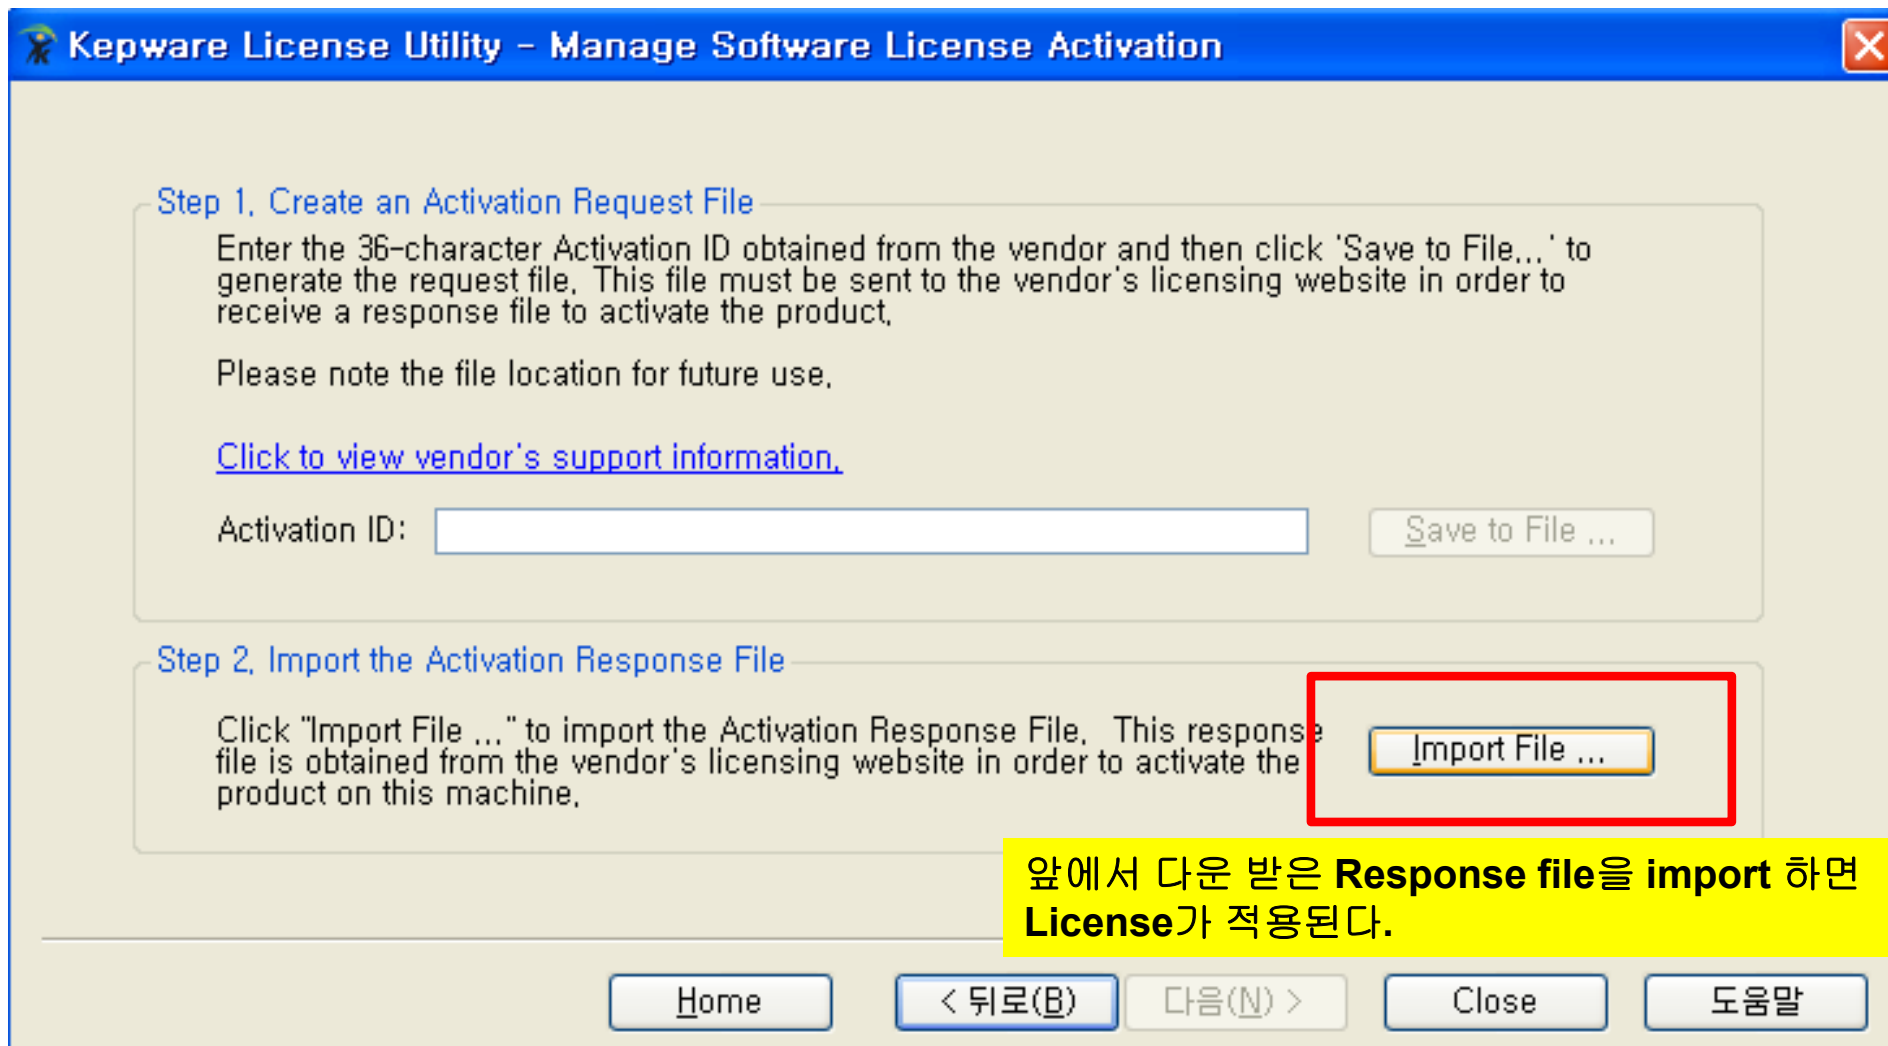 Kepware License Utility - Manage Software License Activation
Step 1. Create an Activation Request File
Enter the 36-character Activation ID obtained from the vendor and then click 'Save to File...' to
generate the request file. This file must be sent to the vendor's licensing website in order to
receive a response file to activate the product.
Please note the file location for future use.
Click to view vendor's support information.
Activation ID:
Save to File ...
Step 2. Import the Activation Response File
Click "Import File ..." to import the Activation Response File. This response
file is obtained from the vendor's licensing website in order to activate the
product on this machine.
Import File ...
앞에서 다운 받은 Response file을 import 하면
License가 적용된다.
Home
< 뒤로(B)
다음(N) >
Close
도움말